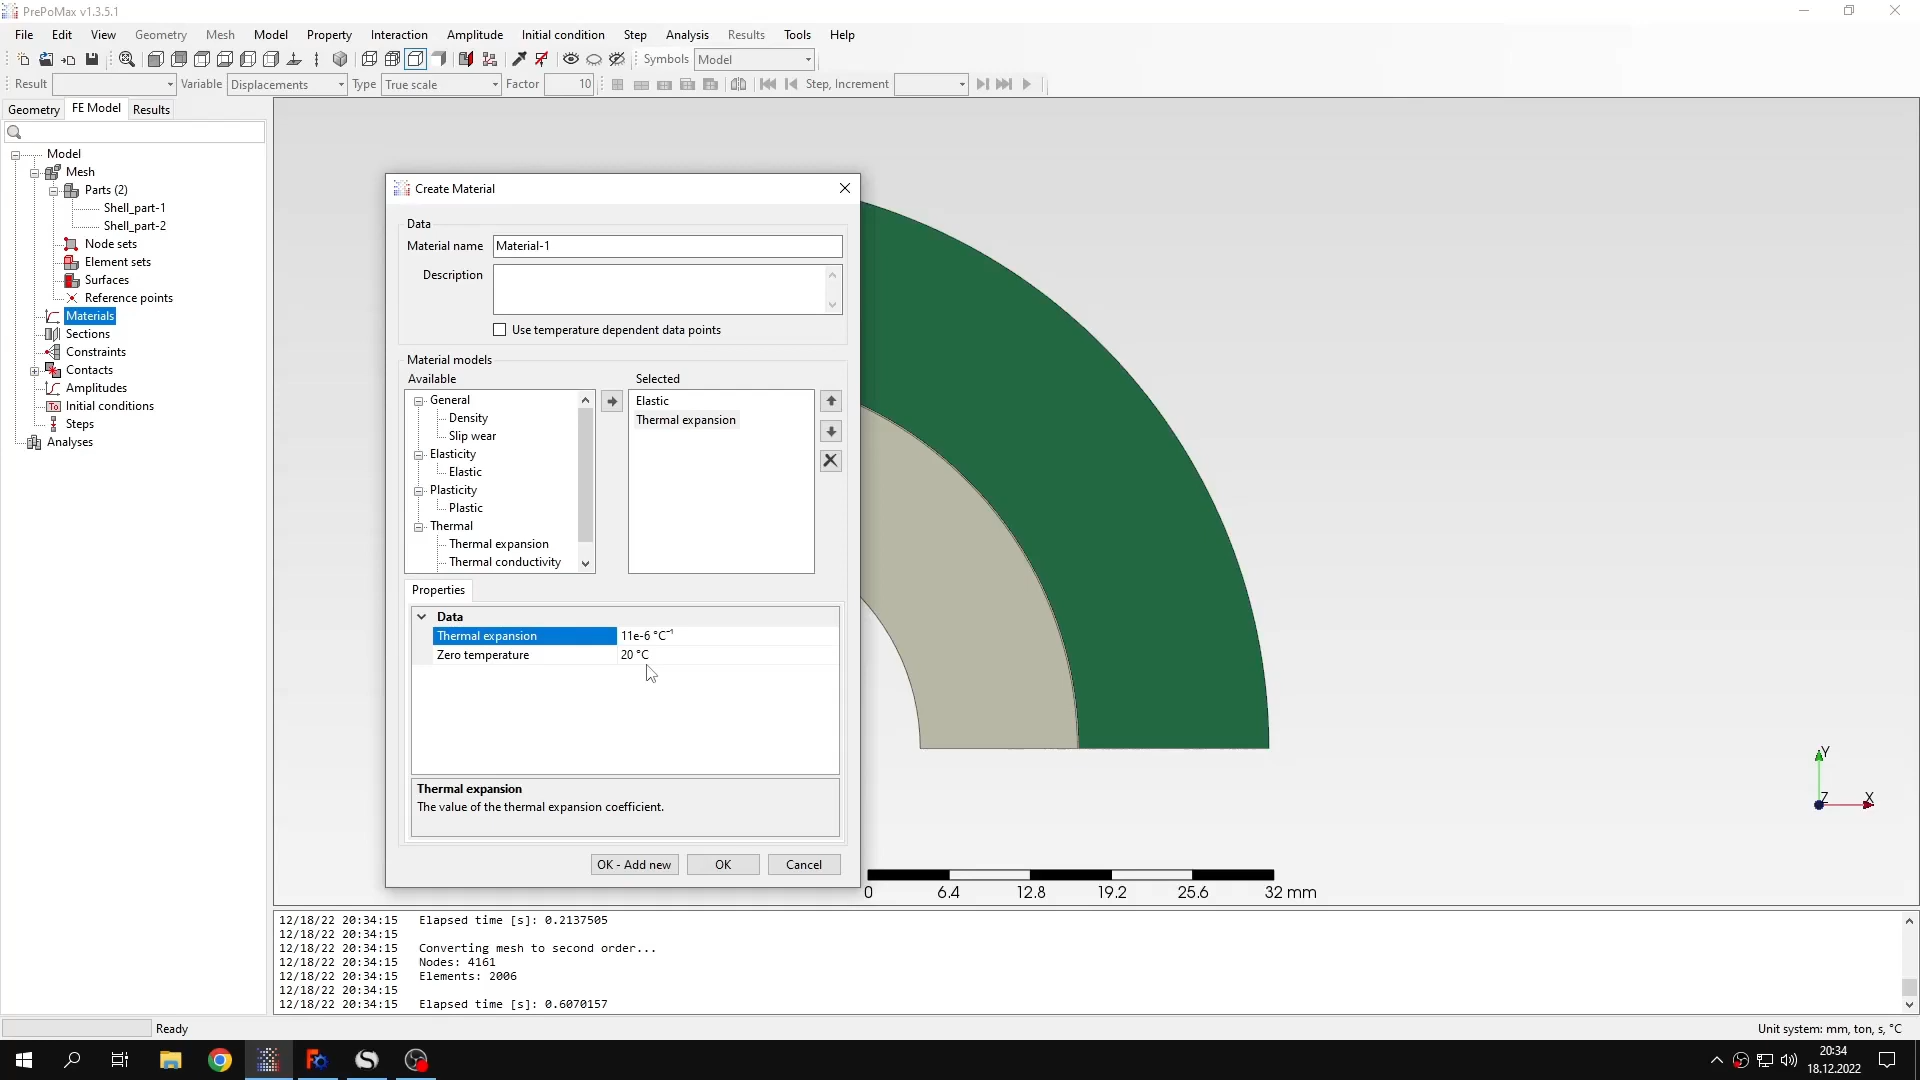 PrePoMax v1.3.5.1
File Edit View Geometry Mesh Model Property Interaction Amplitude Initial condition Step Analysis Results Tools Help
Symbols Model
Result Variable Displacements Type True scale Factor 10 Step, Increment
Geometry FE Model Results
Model
Mesh
Parts (2)
Shell_part-1
Shell_part-2
Node sets
Element sets
Surfaces
Reference points
Materials
Sections
Constraints
Contacts
Amplitudes
Initial conditions
Steps
Analyses
Create Material
Data
Material name Material-1
Description
Use temperature dependent data points
Material models
Available Selected
General
Density
Slip wear
Elasticity
Elastic
Plasticity
Plastic
Thermal
Thermal expansion
Thermal conductivity
Elastic
Thermal expansion
Properties
Data
Thermal expansion 11e-6 °C⁻¹
Zero temperature 20 °C
Thermal expansion
The value of the thermal expansion coefficient.
OK - Add new OK Cancel
0 6.4 12.8 19.2 25.6 32 mm
Y
Z X
12/18/22 20:34:15 Elapsed time [s]: 0.2137505
12/18/22 20:34:15
12/18/22 20:34:15 Converting mesh to second order...
12/18/22 20:34:15 Nodes: 4161
12/18/22 20:34:15 Elements: 2006
12/18/22 20:34:15
12/18/22 20:34:15 Elapsed time [s]: 0.6070157
Ready Unit system: mm, ton, s, °C
20:34
18.12.2022